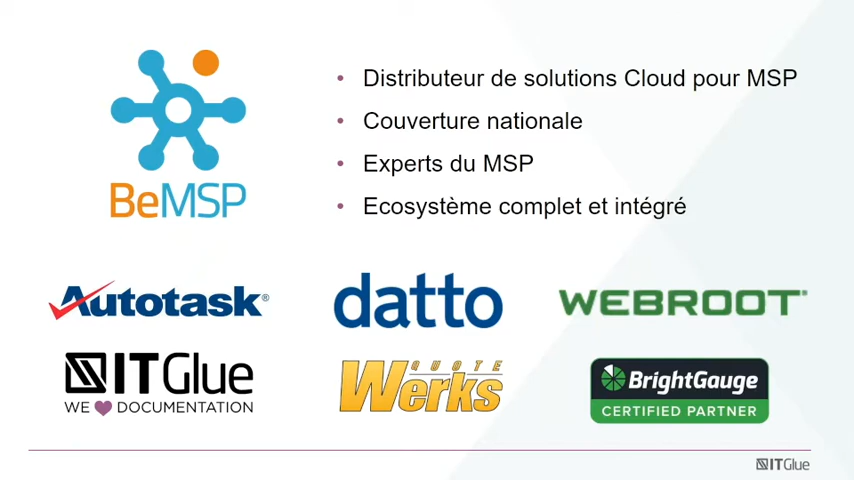 BeMSP
• Distributeur de solutions Cloud pour MSP
• Couverture nationale
• Experts du MSP
• Ecosystème complet et intégré
Autotask®
datto
WEBROOT®
ITGlue
WE ♥ DOCUMENTATION
QUOTE
Werks
BrightGauge
CERTIFIED PARTNER
ITGlue